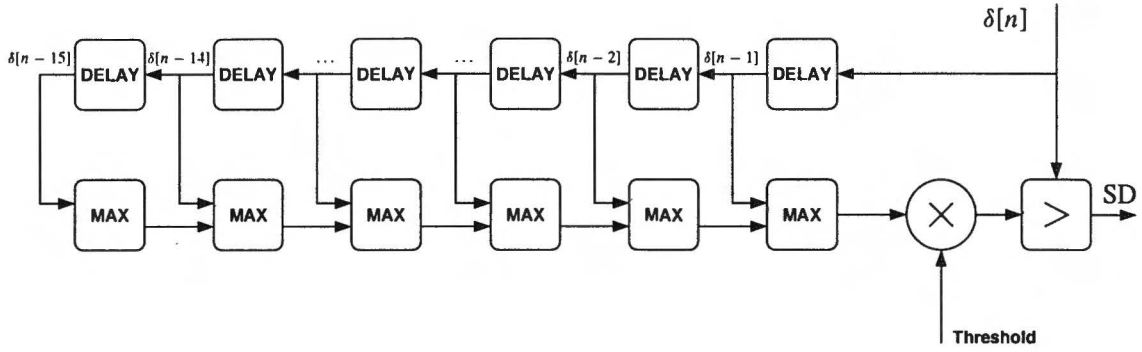 δ[n]
δ[n − 15] DELAY δ[n − 14] DELAY ... DELAY ... DELAY δ[n − 2] DELAY δ[n − 1] DELAY
MAX MAX MAX MAX MAX MAX × > SD
Threshold